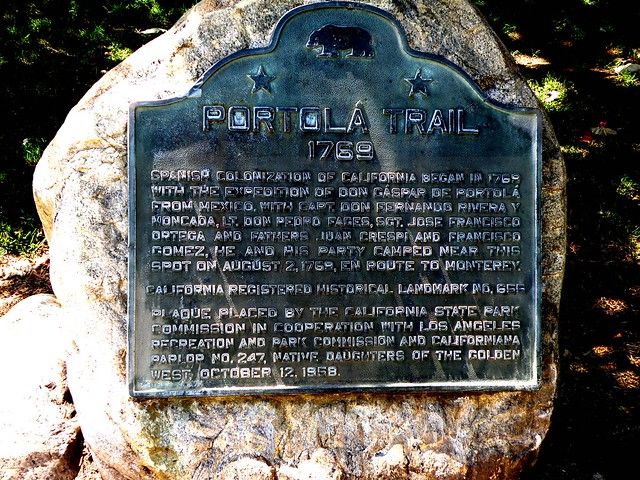 PORTOLÁ TRAIL
1769
SPANISH COLONIZATION OF CALIFORNIA BEGAN IN 1769
WITH THE EXPEDITION OF DON GASPAR DE PORTOLÁ
FROM MEXICO. WITH CAPT. DON FERNANDO RIVERA Y
MONCADA, LT. DON PEDRO FAGES, SGT. JOSE FRANCISCO
ORTEGA AND FATHERS JUAN CRESPI AND FRANCISCO
GOMEZ, HE AND HIS PARTY CAMPED NEAR THIS
SPOT ON AUGUST 2, 1769, EN ROUTE TO MONTEREY.
CALIFORNIA REGISTERED HISTORICAL LANDMARK NO. 655
PLAQUE PLACED BY THE CALIFORNIA STATE PARK
COMMISSION IN COOPERATION WITH LOS ANGELES
RECREATION AND PARK COMMISSION AND CALIFORNIANA
PARLOR NO. 247, NATIVE DAUGHTERS OF THE GOLDEN
WEST, OCTOBER 12, 1958.